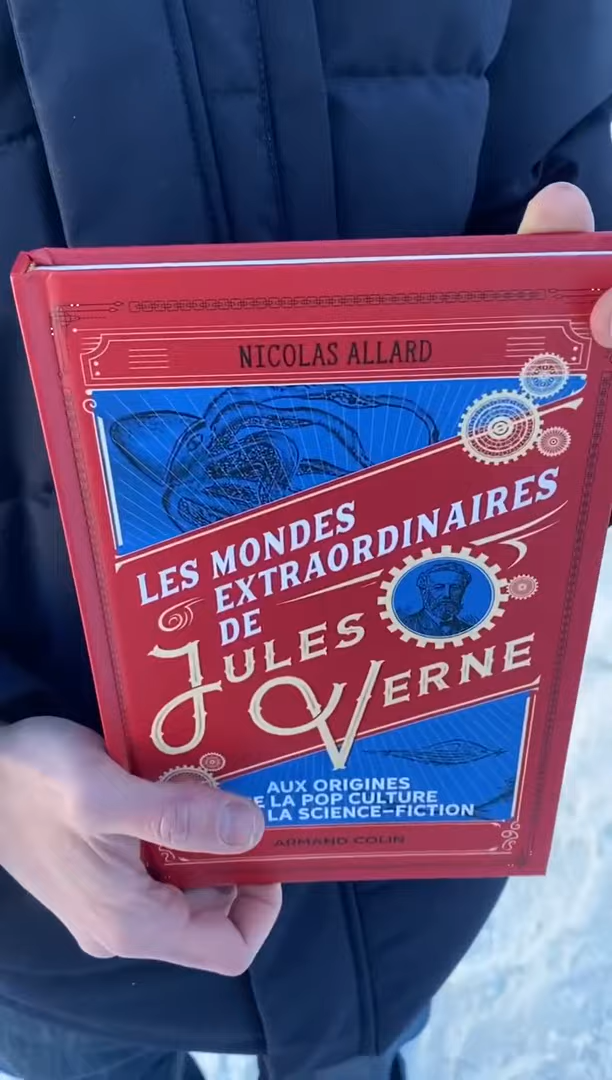 NICOLAS ALLARD
LES MONDES
EXTRAORDINAIRES
DE
JULES
VERNE
AUX ORIGINES
LA POP CULTURE
LA SCIENCE-FICTION
ARMAND COLIN